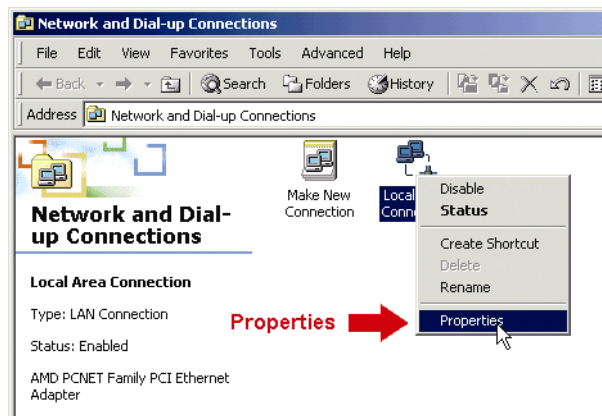 Network and Dial-up Connections
File Edit View Favorites Tools Advanced Help
Back Search Folders History
Address Network and Dial-up Connections
Make New
Connection
Local
Conn
Network and Dial-
up Connections
Local Area Connection
Type: LAN Connection
Status: Enabled
AMD PCNET Family PCI Ethernet
Adapter
Disable
Status
Create Shortcut
Delete
Rename
Properties
Properties